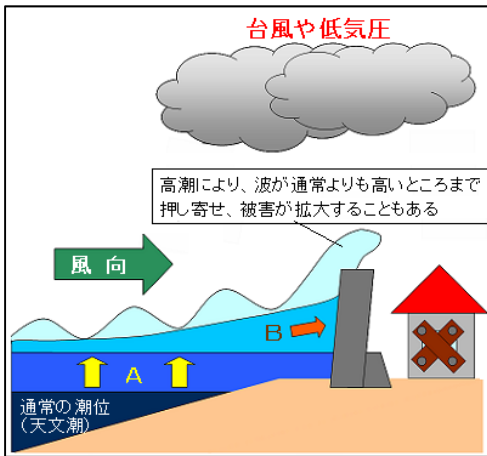 台風や低気圧
高潮により、波が通常よりも高いところまで
押し寄せ、被害が拡大することもある
風向
B
A
通常の潮位
(天文潮)